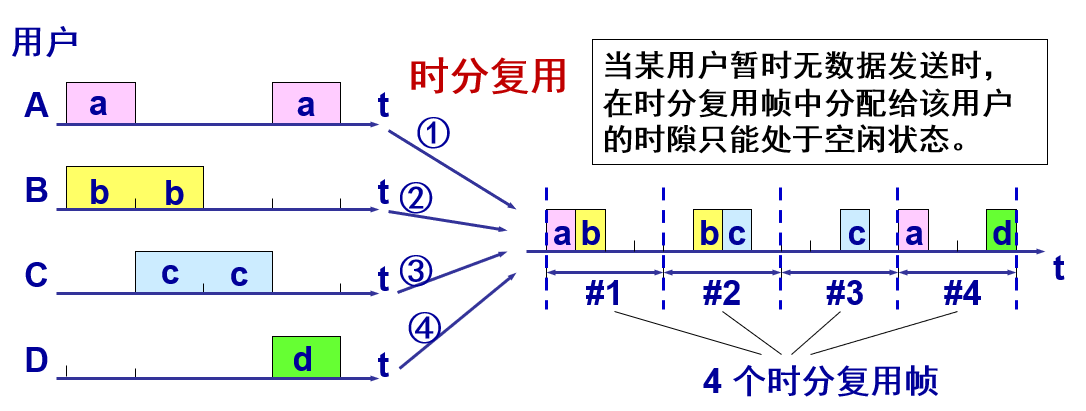 用户
时分复用
当某用户暂时无数据发送时，
在时分复用帧中分配给该用户
的时隙只能处于空闲状态。
A a a t
①
B b b t
②
C c c t
③
D d t
④
a b b c c a d
t
#1 #2 #3 #4
4 个时分复用帧